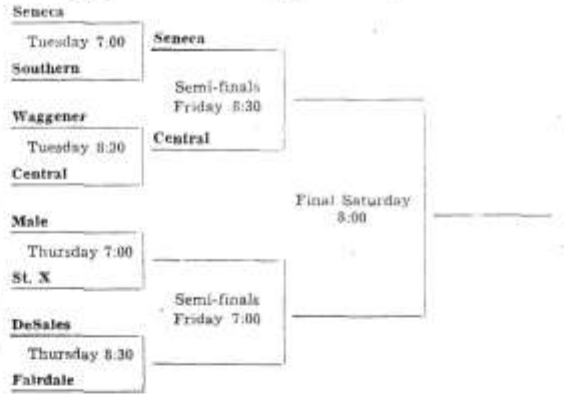 Seneca
Tuesday 7:00
Southern
Waggener
Tuesday 8:30
Central
Seneca
Semi-finals
Friday 8:30
Central
Male
Thursday 7:00
St. X
DeSales
Thursday 8:30
Fairdale
Semi-finals
Friday 7:00
Final Saturday
8:00